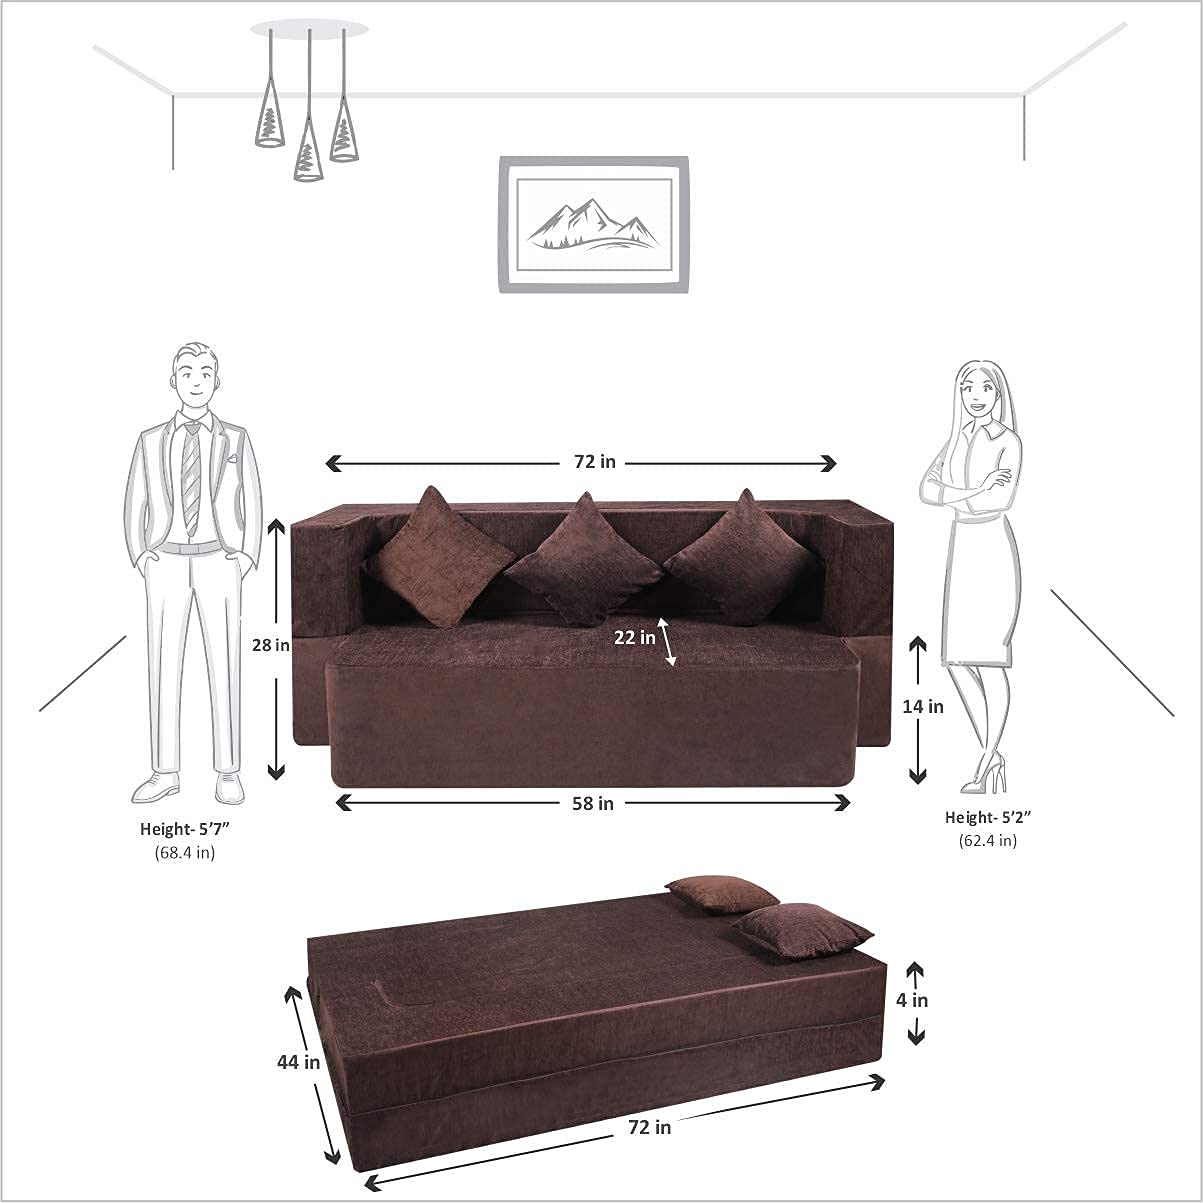 72 in
28 in
22 in
14 in
58 in
Height- 5’7”
(68.4 in)
Height- 5’2”
(62.4 in)
4 in
44 in
72 in